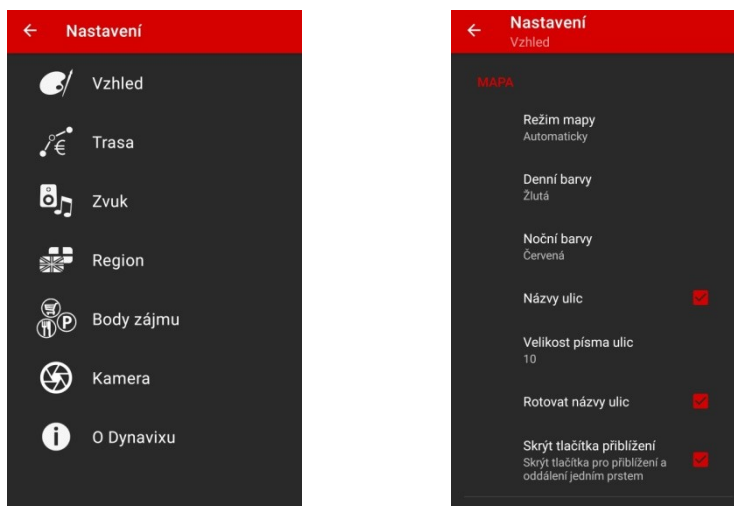 Nastavení
Vzhled
Trasa
Zvuk
Region
Body zájmu
P
Kamera
i
O Dynavixu
Nastavení
Vzhled
MAPA
Režim mapy
Automaticky
Denní barvy
Žlutá
Noční barvy
Červená
Názvy ulic
Velikost písma ulic
10
Rotovat názvy ulic
Skrýt tlačítka přiblížení
Skrýt tlačítka pro přiblížení a
oddálení jedním prstem